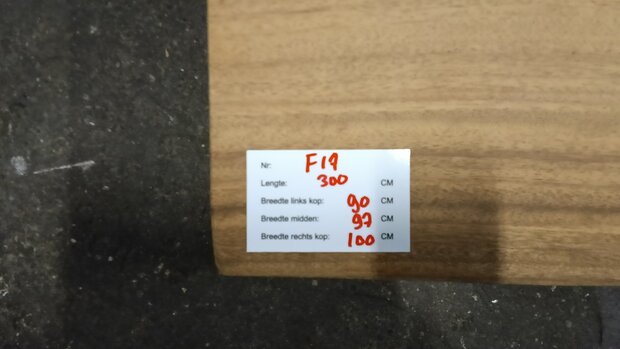 Nr: F19
Lengte: 300 CM
Breedte links kop: 90 CM
Breedte midden: 97 CM
Breedte rechts kop: 100 CM